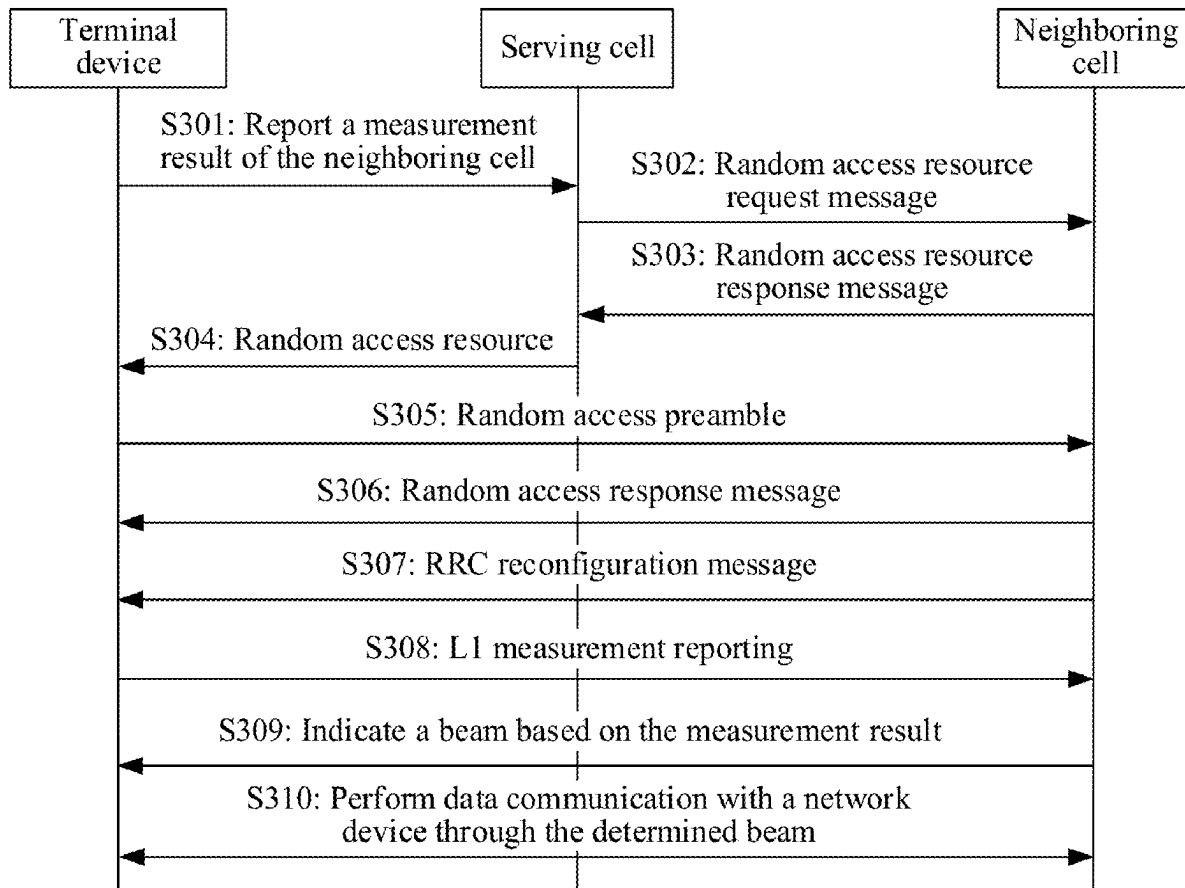 Terminal
device
Serving cell
Neighboring
cell
S301: Report a measurement
result of the neighboring cell
S302: Random access resource
request message
S303: Random access resource
response message
S304: Random access resource
S305: Random access preamble
S306: Random access response message
S307: RRC reconfiguration message
S308: L1 measurement reporting
S309: Indicate a beam based on the measurement result
S310: Perform data communication with a network
device through the determined beam